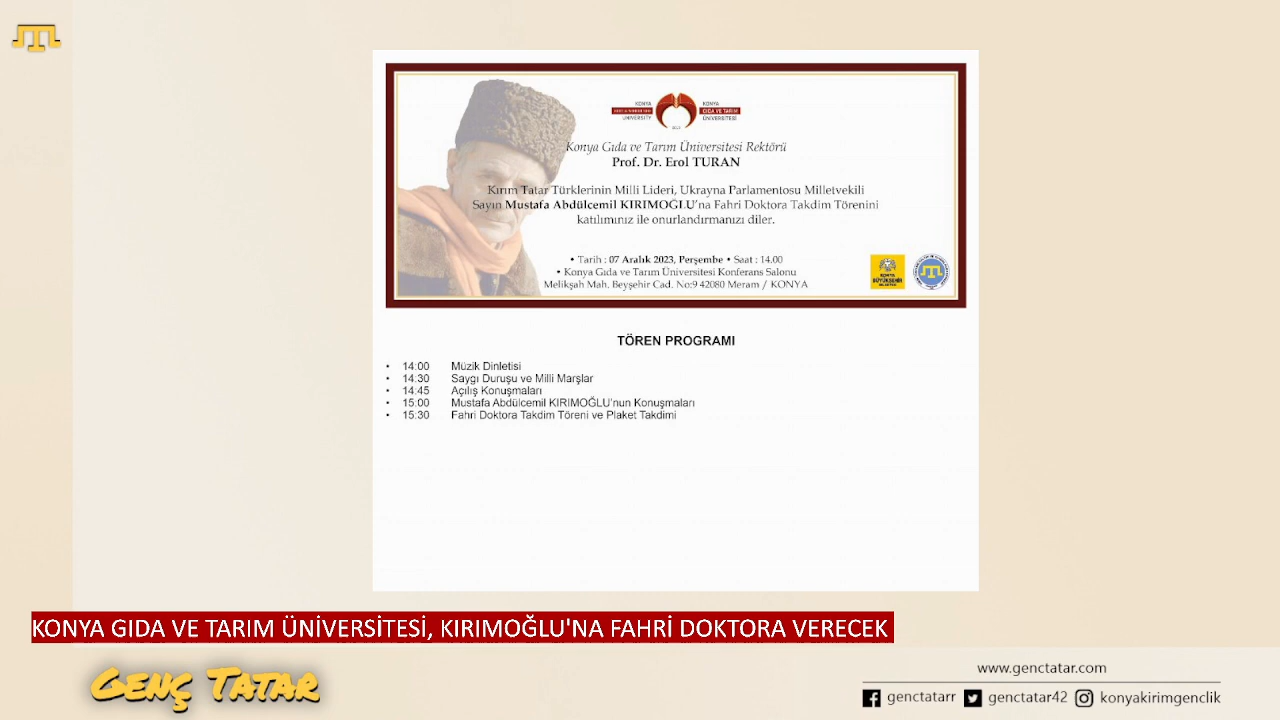 KONYA
GIDA VE TARIM
ÜNİVERSİTESİ
UNIVERSITY
Konya Gıda ve Tarım Üniversitesi Rektörü
Prof. Dr. Erol TURAN
Kırım Tatar Türklerinin Milli Lideri, Ukrayna Parlamentosu Milletvekili
Sayın Mustafa Abdülcemil KIRIMOĞLU'na Fahri Doktora Takdim Törenini
katılımınız ile onurlandırmanızı diler.
• Tarih : 07 Aralık 2023, Perşembe • Saat : 14.00
• Konya Gıda ve Tarım Üniversitesi Konferans Salonu
Melikşah Mah. Beyşehir Cad. No:9 42080 Meram / KONYA
KONYA
BÜYÜKŞEHİR
TÖREN PROGRAMI
• 14:00 Müzik Dinletisi
• 14:30 Saygı Duruşu ve Milli Marşlar
• 14:45 Açılış Konuşmaları
• 15.00 Mustafa Abdülcemil KIRIMOĞLU'nun Konuşmaları
• 15:30 Fahri Doktora Takdim Töreni ve Plaket Takdimi
KONYA GIDA VE TARIM ÜNİVERSİTESİ, KIRIMOĞLU'NA FAHRİ DOKTORA VERECEK
Genç Tatar
www.genctatar.com
genctatarr genctatar42 konyakirimgenclik